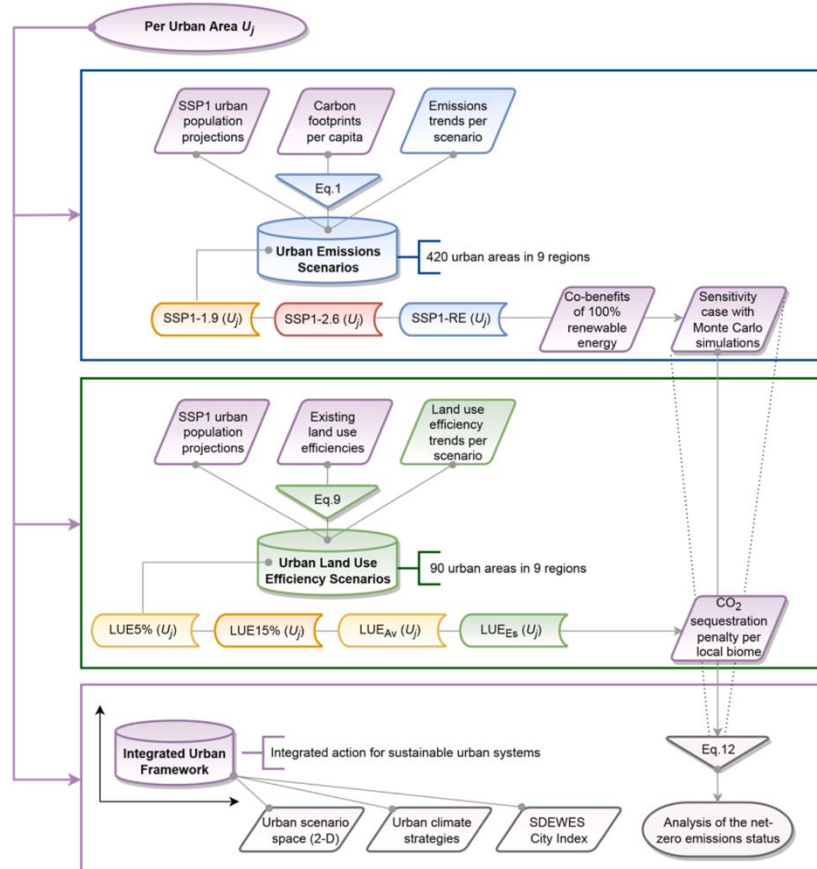 Per Urban Area Uj
SSP1 urban
population
projections
Carbon
footprints
per capita
Emissions
trends per
scenario
Eq.1
Urban Emissions
Scenarios
420 urban areas in 9 regions
SSP1-1.9 (Uj)
SSP1-2.6 (Uj)
SSP1-RE (Uj)
Co-benefits
of 100%
renewable
energy
Sensitivity
case with
Monte Carlo
simulations
SSP1 urban
population
projections
Existing
land use
efficiencies
Land use
efficiency
trends per
scenario
Eq.9
Urban Land Use
Efficiency Scenarios
90 urban areas in 9 regions
LUE5% (Uj)
LUE15% (Uj)
LUEAv (Uj)
LUEEs (Uj)
CO2
sequestration
penalty per
local biome
Integrated Urban
Framework
Integrated action for sustainable urban systems
Eq.12
Urban scenario
space (2-D)
Urban climate
strategies
SDEWES
City Index
Analysis of the net-
zero emissions status